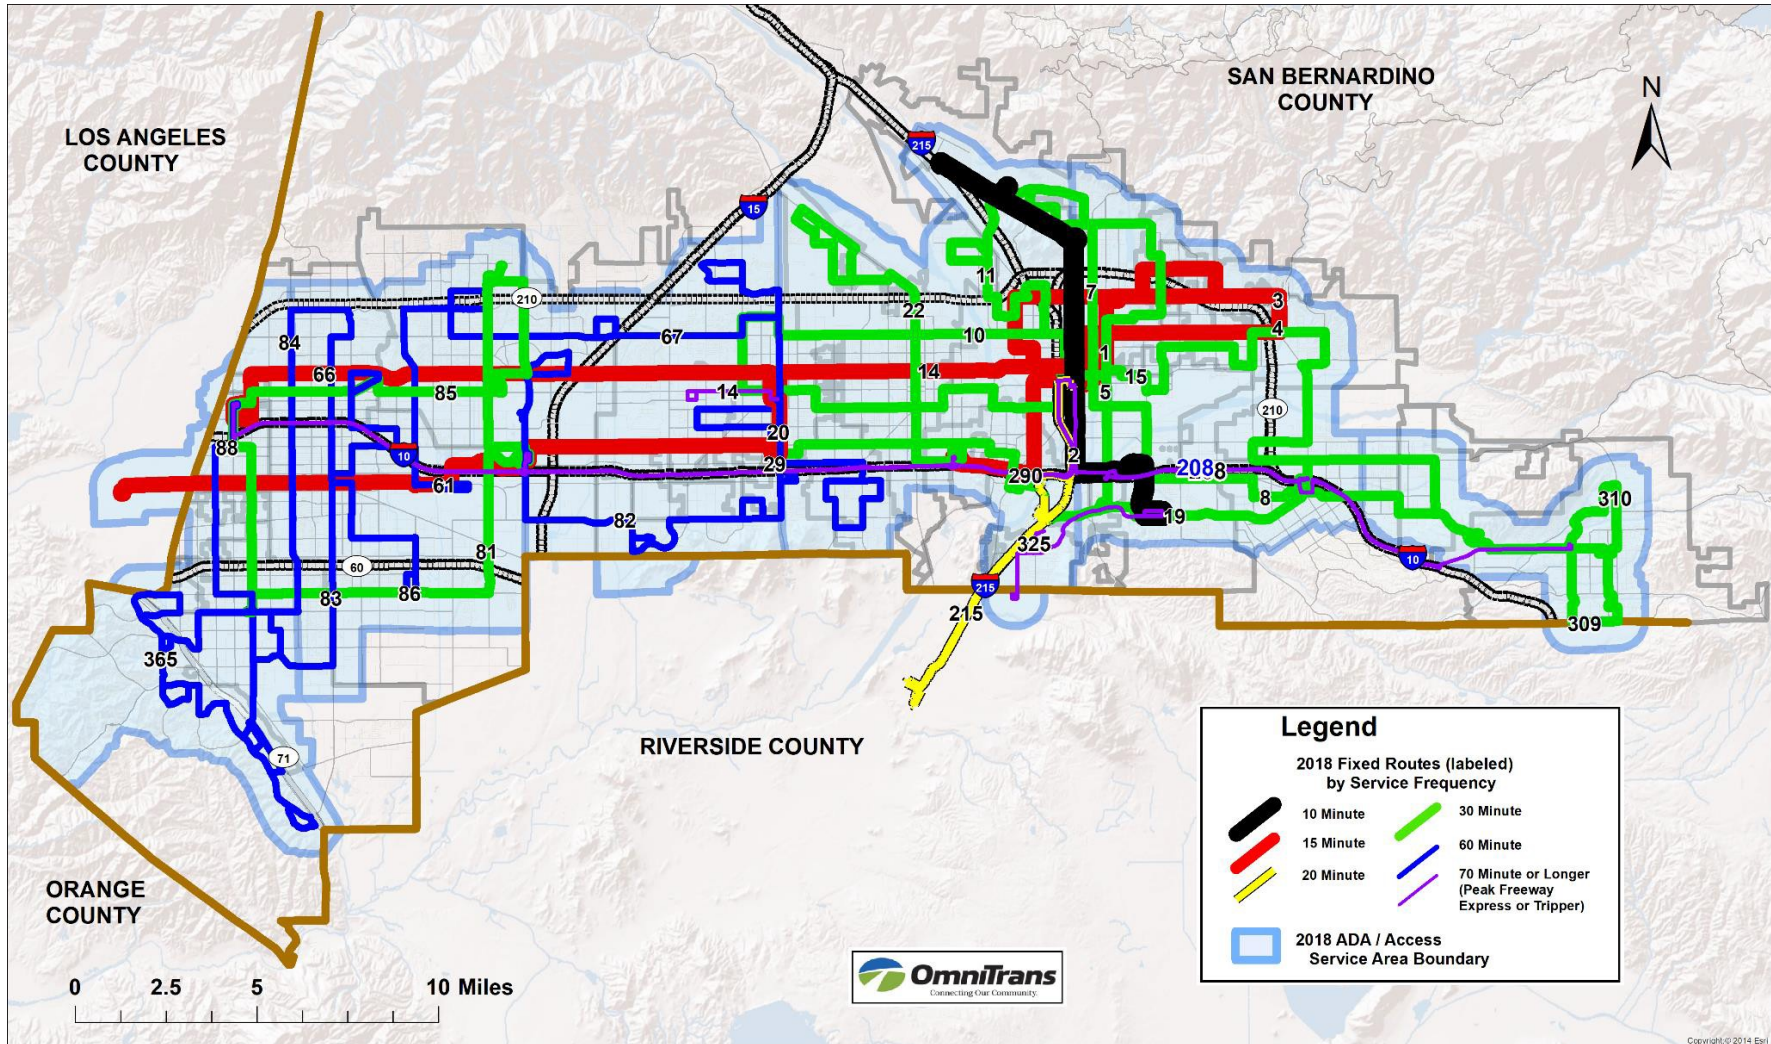 SAN BERNARDINO
COUNTY
N
LOS ANGELES
COUNTY
215
15
11
210
7
3
22
84
67
10
4
66
14
1
85
14
15
5
210
20
88
10
29
2
290
208
8
61
8
310
82
19
325
81
60
10
83
86
215
215
309
365
71
RIVERSIDE COUNTY
ORANGE
COUNTY
0 2.5 5 10 Miles
OmniTrans
Connecting Our Community.
Legend
2018 Fixed Routes (labeled)
by Service Frequency
10 Minute
15 Minute
20 Minute
30 Minute
60 Minute
70 Minute or Longer
(Peak Freeway
Express or Tripper)
2018 ADA / Access
Service Area Boundary
Copyright:© 2014 Esri